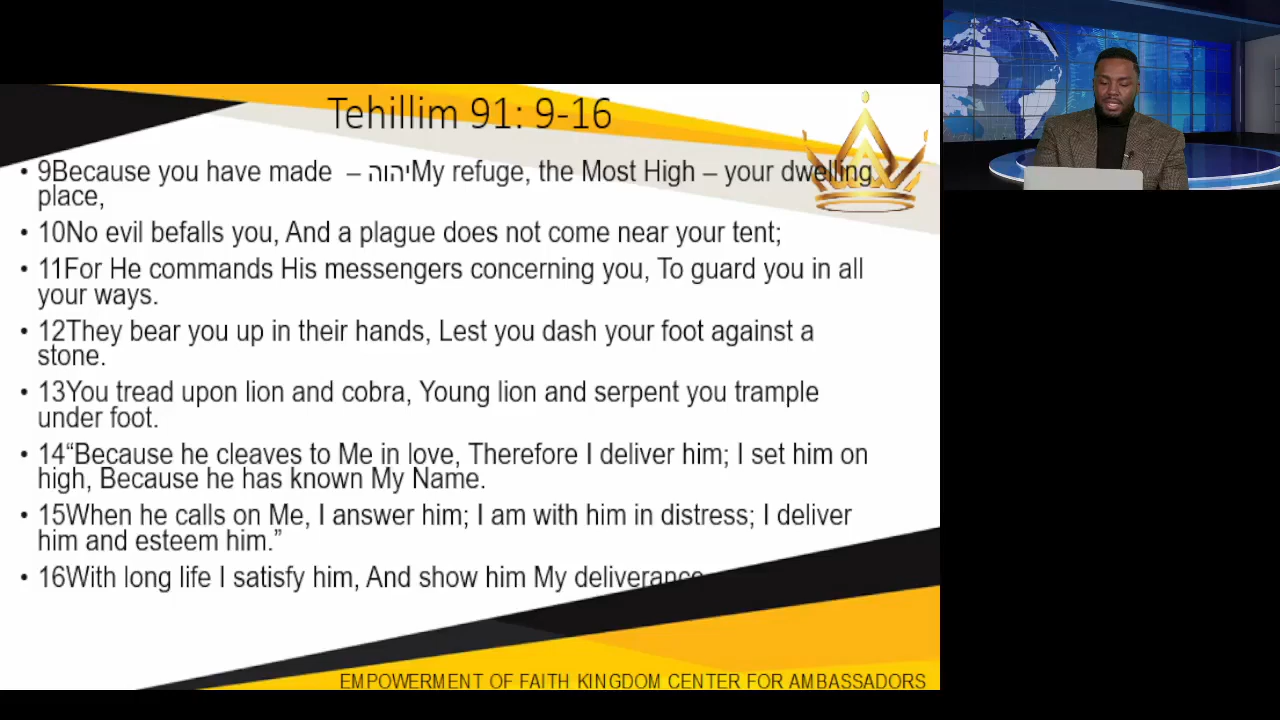 Tehillim 91: 9-16
• 9Because you have made – יהוהMy refuge, the Most High – your dwelling
place,
• 10No evil befalls you, And a plague does not come near your tent;
• 11For He commands His messengers concerning you, To guard you in all
your ways.
• 12They bear you up in their hands, Lest you dash your foot against a
stone.
• 13You tread upon lion and cobra, Young lion and serpent you trample
under foot.
• 14“Because he cleaves to Me in love, Therefore I deliver him; I set him on
high, Because he has known My Name.
• 15When he calls on Me, I answer him; I am with him in distress; I deliver
him and esteem him.”
• 16With long life I satisfy him, And show him My deliverance
EMPOWERMENT OF FAITH KINGDOM CENTER FOR AMBASSADORS